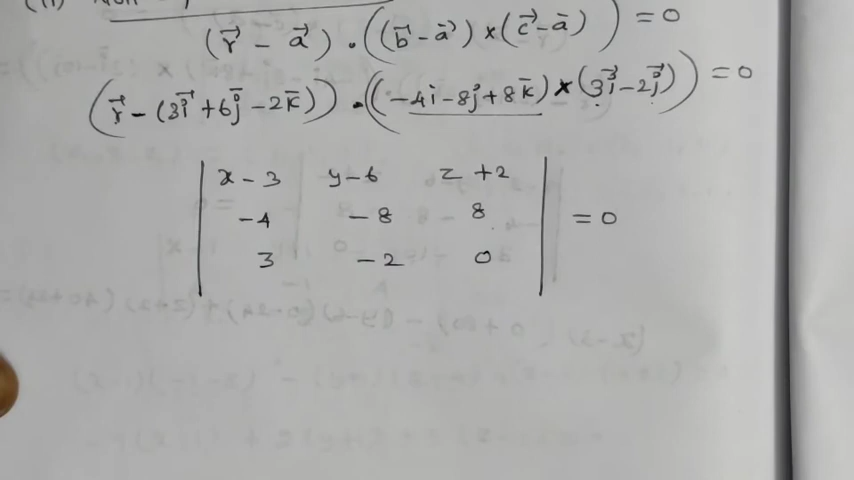 (r⃗ − a⃗) · ((b⃗ − a⃗) × (c⃗ − a̅)) = 0
(r⃗ − (3i⃗ + 6j̅ − 2k̅)) · ((−4i − 8j + 8k̅) × (3i⃗ − 2j⃗)) = 0
| x − 3 y − 6 z + 2 |
| −4 −8 8 | = 0
| 3 −2 0 |